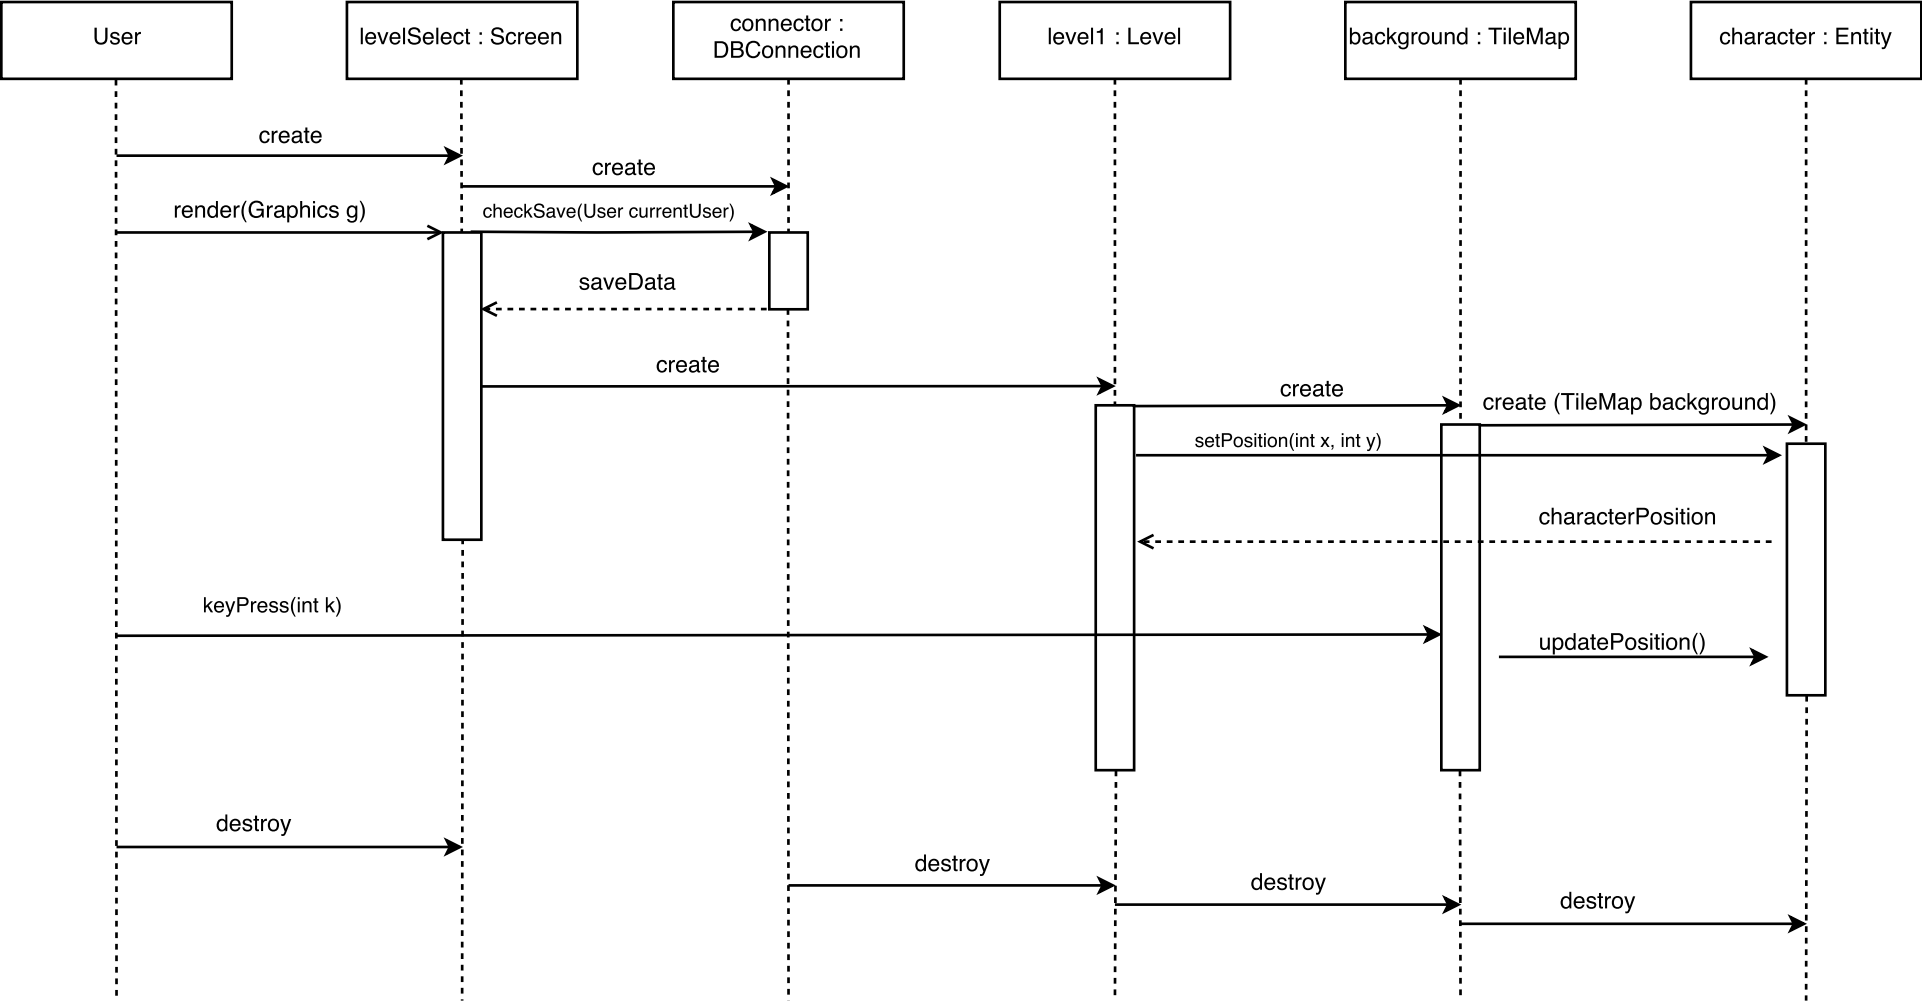 User
levelSelect : Screen
connector :
DBConnection
level1 : Level
background : TileMap
character : Entity
create
create
render(Graphics g)
checkSave(User currentUser)
saveData
create
create
create (TileMap background)
setPosition(int x, int y)
characterPosition
keyPress(int k)
updatePosition()
destroy
destroy
destroy
destroy